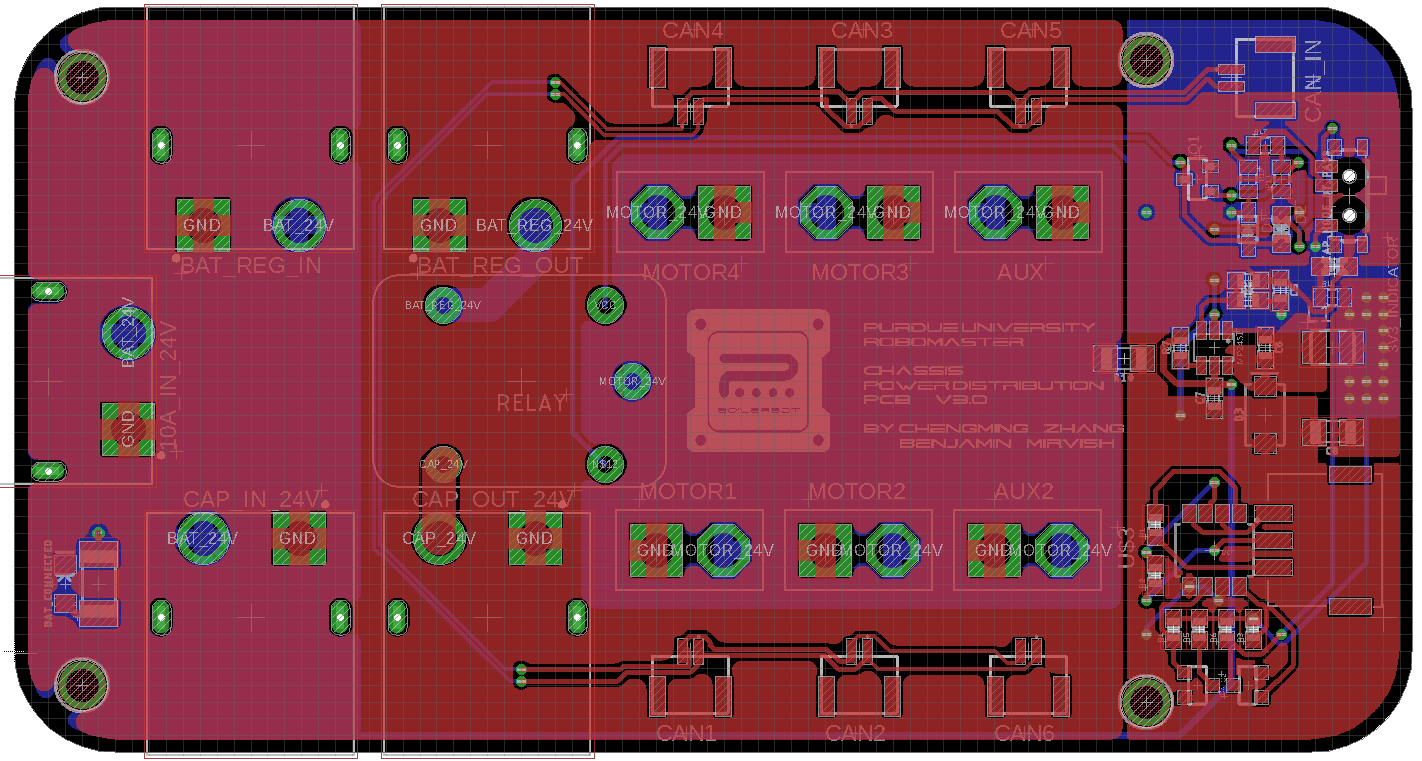 CAN4
CAN3
CAN5
CAN_IN
GND
BAT_24V
GND
BAT_REG_24V
MOTOR_24V
GND
MOTOR_24V
GND
MOTOR_24V
GND
BAT_REG_IN
BAT_REG_OUT
MOTOR4
MOTOR3
AUX
BAT_24V
10A_IN_24V
GND
BAT_REG_24V
VCC
MOTOR_24V
RELAY
CAP_24V
PURDUE UNIVERSITY
ROBOMASTER
CHASSIS
POWER DISTRIBUTION
PCB V3.0
BY CHENGMING ZHANG
BENJAMIN MIRVISH
BOILERBOT
3V3_INDICATOR
CAP_IN_24V
CAP_OUT_24V
MOTOR1
MOTOR2
AUX2
BAT_24V
GND
CAP_24V
GND
GND
MOTOR_24V
GND
MOTOR_24V
GND
MOTOR_24V
BAT_CONNECTED
CAN1
CAN2
CAN6